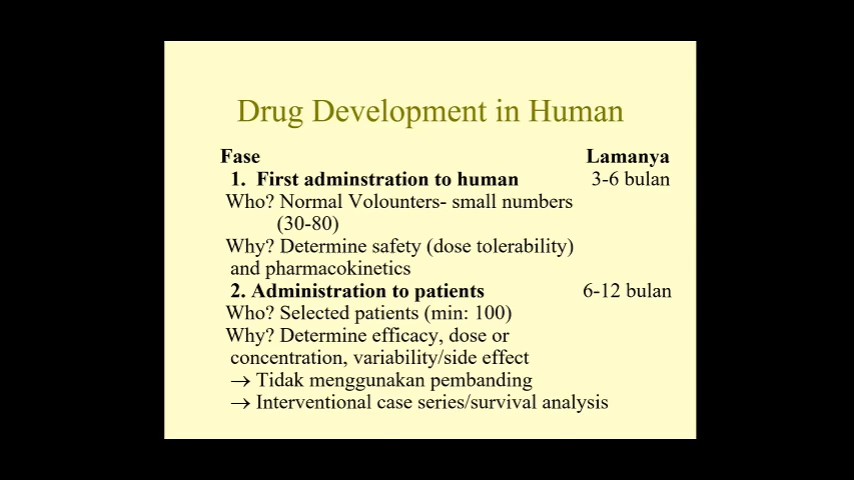 Drug Development in Human
Fase Lamanya
1. First adminstration to human 3-6 bulan
Who? Normal Volounters- small numbers
(30-80)
Why? Determine safety (dose tolerability)
and pharmacokinetics
2. Administration to patients 6-12 bulan
Who? Selected patients (min: 100)
Why? Determine efficacy, dose or
concentration, variability/side effect
→ Tidak menggunakan pembanding
→ Interventional case series/survival analysis